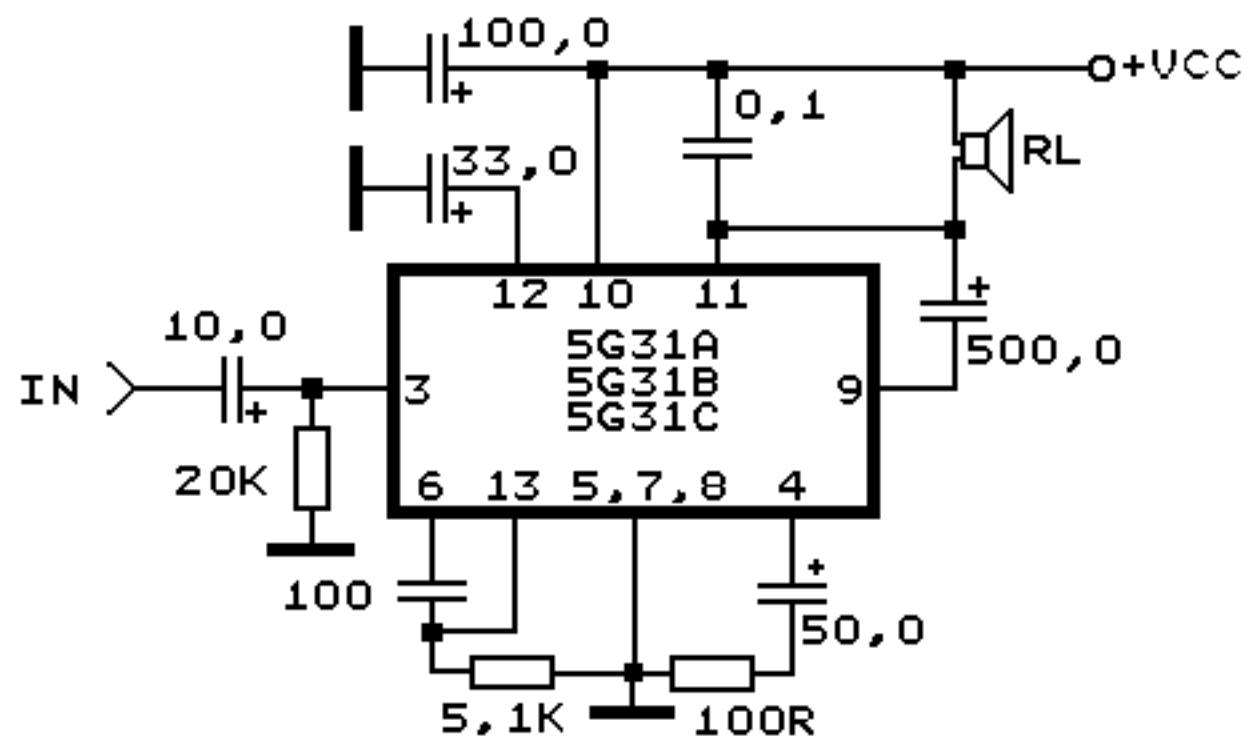 100,0
+VCC
+
0,1
33,0
RL
+
12 10 11
+
10,0
5G31A
500,0
IN
3
5G31B
9
+
5G31C
20K
6 13 5,7,8 4
+
100
50,0
5,1K
100R